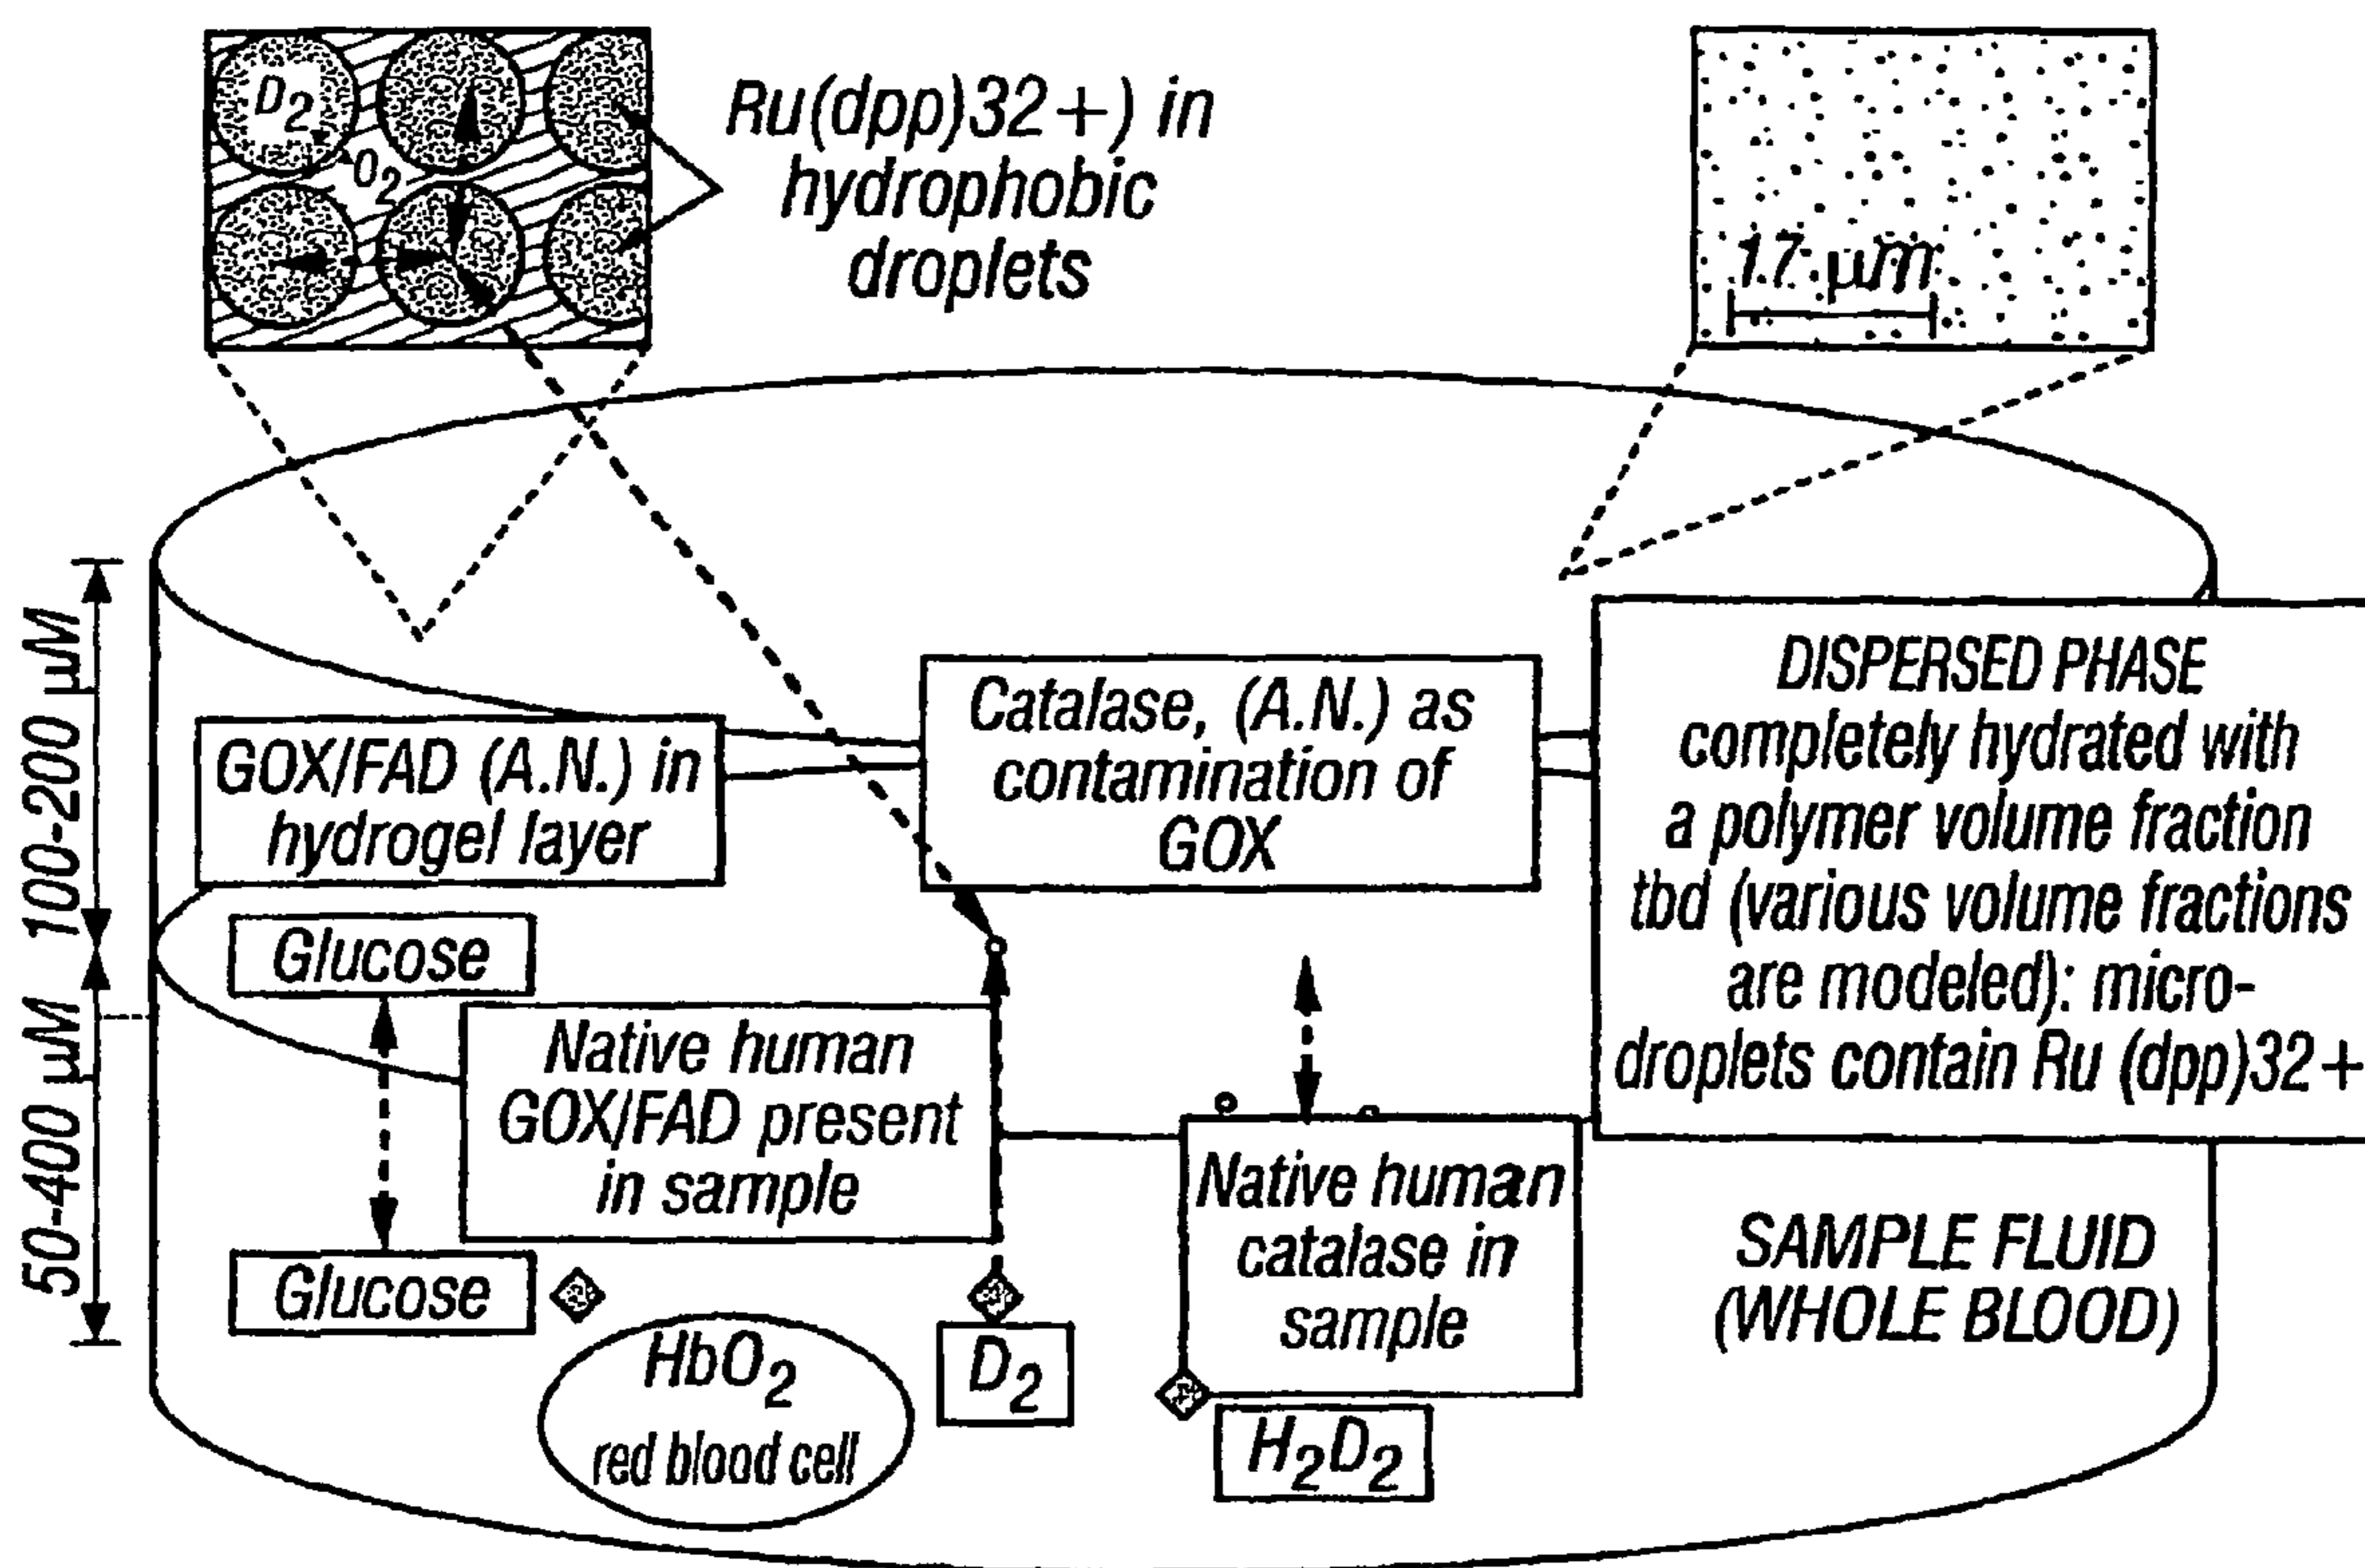 D2
O2
Ru(dpp)32+) in
hydrophobic
droplets
17 µm
100-200 µM
50-400 µM
GOX/FAD (A.N.) in
hydrogel layer
Catalase, (A.N.) as
contamination of
GOX
DISPERSED PHASE
completely hydrated with
a polymer volume fraction
tbd (various volume fractions
are modeled): micro-
droplets contain Ru (dpp)32+
Glucose
Native human
GOX/FAD present
in sample
Glucose
HbO2
red blood cell
D2
Native human
catalase in
sample
H2D2
SAMPLE FLUID
(WHOLE BLOOD)